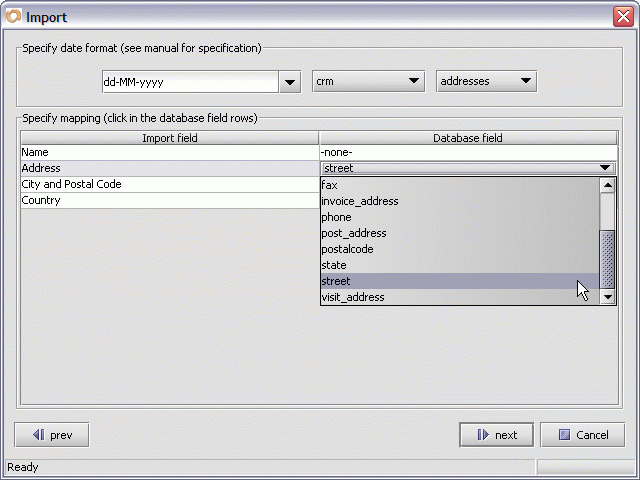 Import
Specify date format (see manual for specification)
dd-MM-yyyy crm addresses
Specify mapping (click in the database field rows)
Import field Database field
Name -none-
Address street
City and Postal Code fax
Country invoice_address
phone
post_address
postalcode
state
street
visit_address
prev next Cancel
Ready